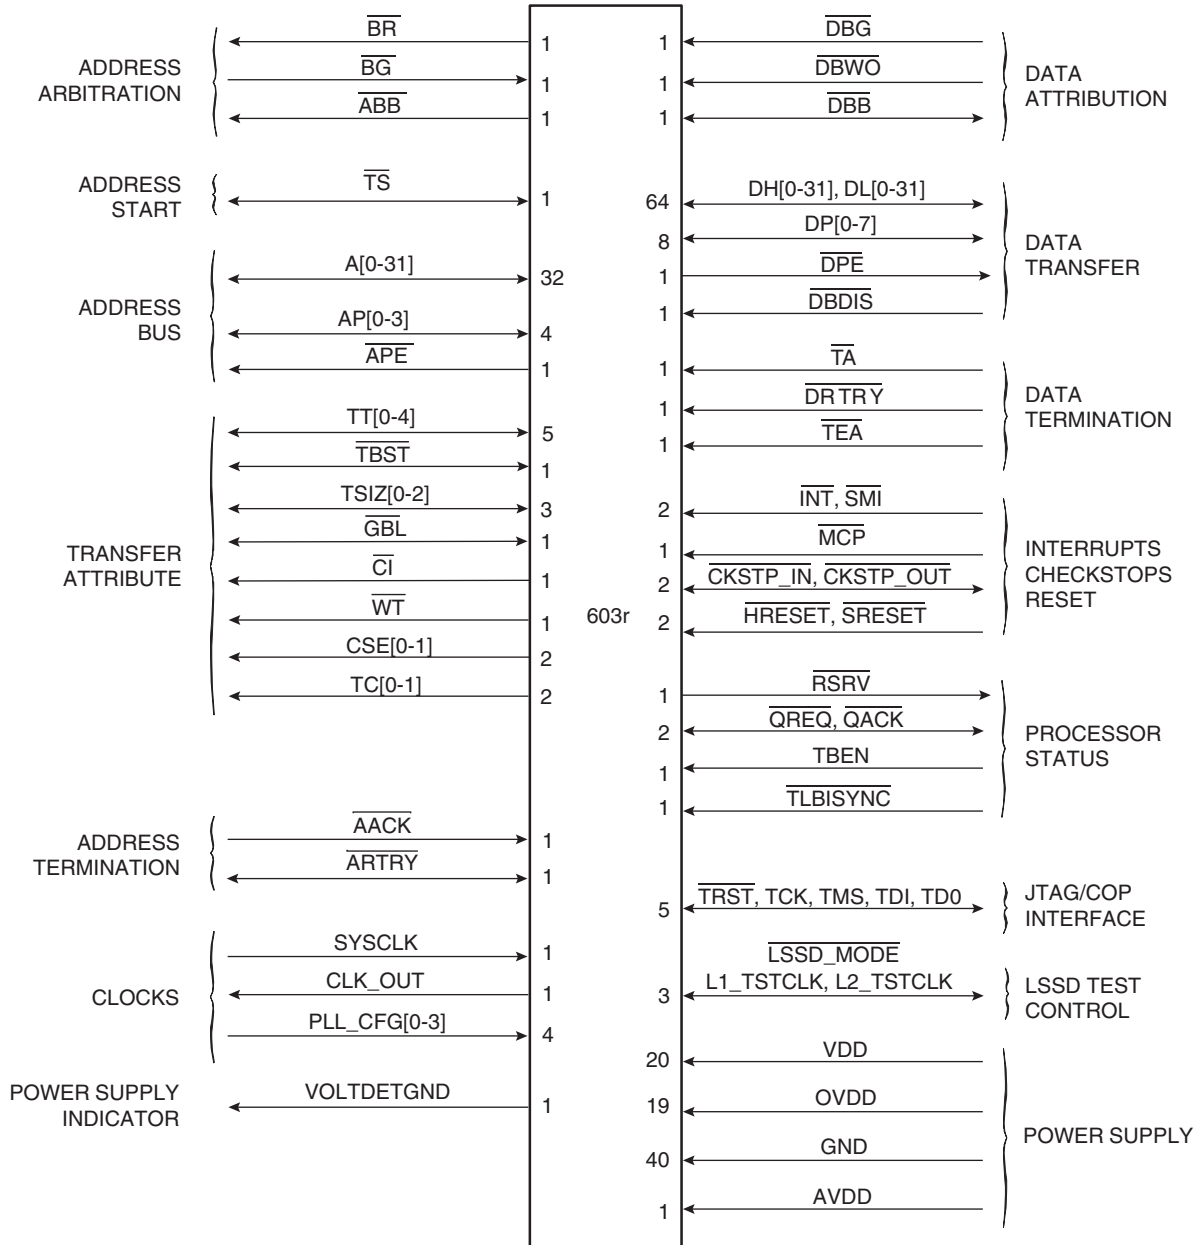 ADDRESS
ARBITRATION
BR
1
BG
1
ABB
1
ADDRESS
START
TS
1
ADDRESS
BUS
A[0-31]
32
AP[0-3]
4
APE
1
TRANSFER
ATTRIBUTE
TT[0-4]
5
TBST
1
TSIZ[0-2]
3
GBL
1
CI
1
WT
1
CSE[0-1]
2
TC[0-1]
2
ADDRESS
TERMINATION
AACK
1
ARTRY
1
CLOCKS
SYSCLK
1
CLK_OUT
1
PLL_CFG[0-3]
4
POWER SUPPLY
INDICATOR
VOLTDETGND
1
603r
1
DBG
1
DBWO
1
DBB
DATA
ATTRIBUTION
64
DH[0-31], DL[0-31]
8
DP[0-7]
1
DPE
1
DBDIS
DATA
TRANSFER
1
TA
1
DRTRY
1
TEA
DATA
TERMINATION
2
INT, SMI
1
MCP
2
CKSTP_IN, CKSTP_OUT
2
HRESET, SRESET
INTERRUPTS
CHECKSTOPS
RESET
1
RSRV
2
QREQ, QACK
1
TBEN
1
TLBISYNC
PROCESSOR
STATUS
5
TRST, TCK, TMS, TDI, TD0
JTAG/COP
INTERFACE
LSSD_MODE
3
L1_TSTCLK, L2_TSTCLK
LSSD TEST
CONTROL
20
VDD
19
OVDD
40
GND
1
AVDD
POWER SUPPLY